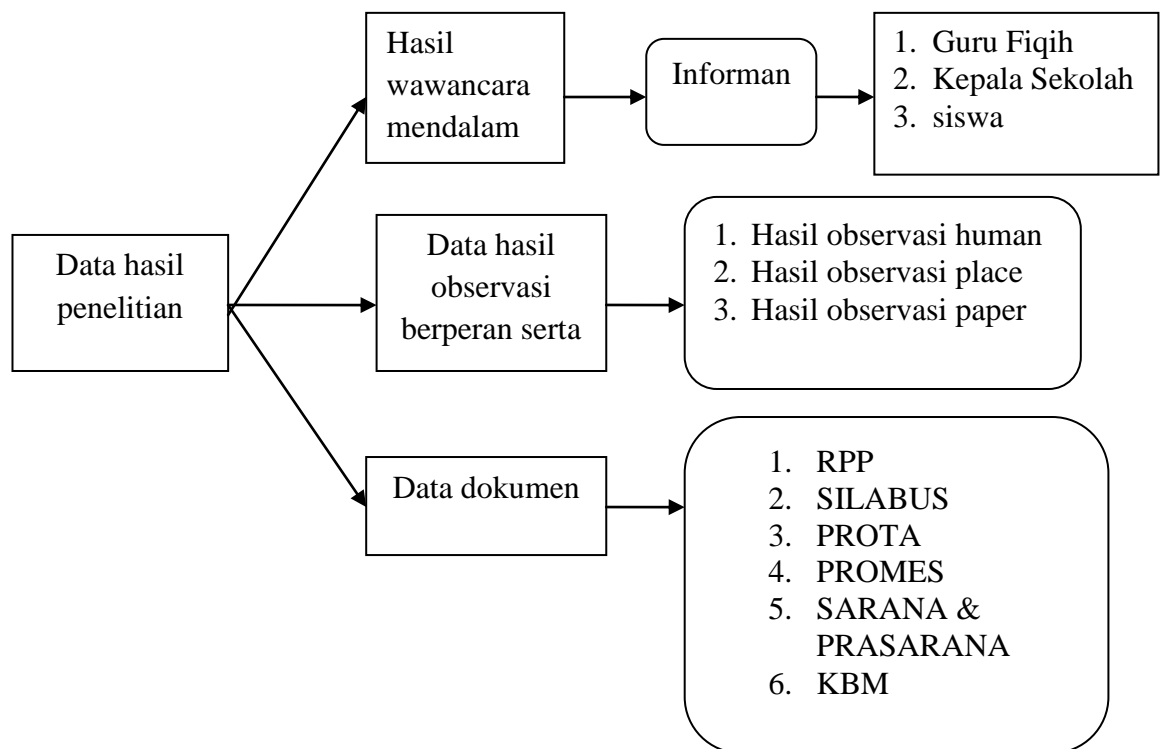 Data hasil
penelitian
Hasil
wawancara
mendalam
Informan
1. Guru Fiqih
2. Kepala Sekolah
3. siswa
Data hasil
observasi
berperan serta
1. Hasil observasi human
2. Hasil observasi place
3. Hasil observasi paper
Data dokumen
1. RPP
2. SILABUS
3. PROTA
4. PROMES
5. SARANA &
PRASARANA
6. KBM